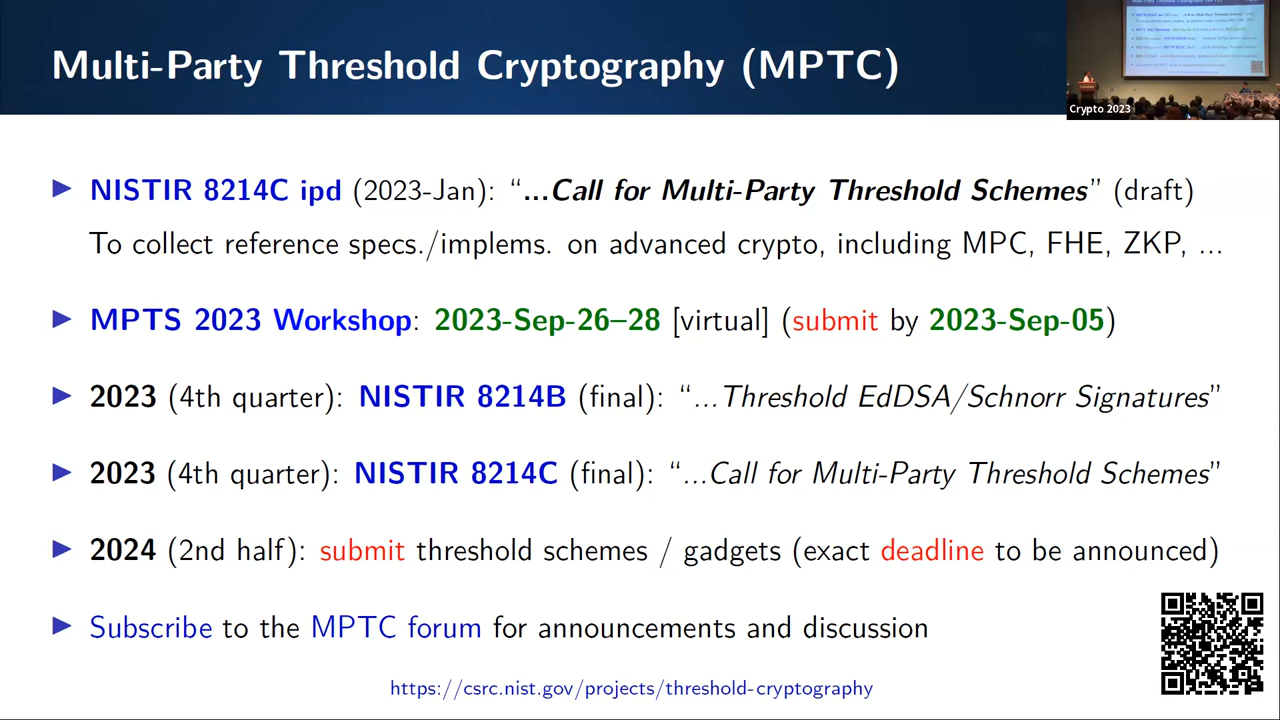 Multi-Party Threshold Cryptography (MPTC)
Crypto 2023
▶ NISTIR 8214C ipd (2023-Jan): “...Call for Multi-Party Threshold Schemes” (draft)
To collect reference specs./implems. on advanced crypto, including MPC, FHE, ZKP, ...
▶ MPTS 2023 Workshop: 2023-Sep-26–28 [virtual] (submit by 2023-Sep-05)
▶ 2023 (4th quarter): NISTIR 8214B (final): “...Threshold EdDSA/Schnorr Signatures”
▶ 2023 (4th quarter): NISTIR 8214C (final): “...Call for Multi-Party Threshold Schemes”
▶ 2024 (2nd half): submit threshold schemes / gadgets (exact deadline to be announced)
▶ Subscribe to the MPTC forum for announcements and discussion
https://csrc.nist.gov/projects/threshold-cryptography